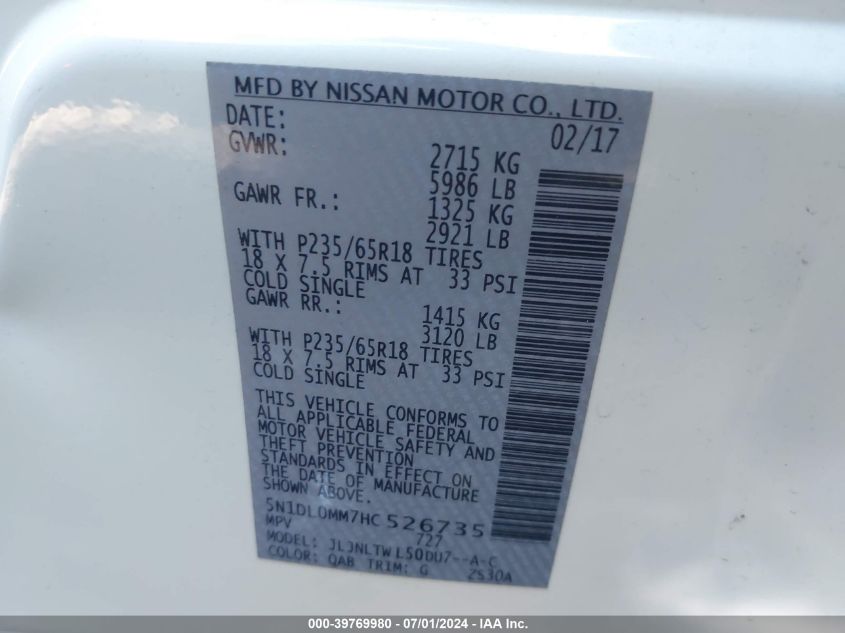 MFD BY NISSAN MOTOR CO., LTD.
DATE: 02/17
GVWR: 2715 KG
5986 LB
GAWR FR.: 1325 KG
2921 LB
WITH P235/65R18 TIRES
18 X 7.5 RIMS AT 33 PSI
COLD SINGLE
GAWR RR.: 1415 KG
3120 LB
WITH P235/65R18 TIRES
18 X 7.5 RIMS AT 33 PSI
COLD SINGLE
THIS VEHICLE CONFORMS TO
ALL APPLICABLE FEDERAL
MOTOR VEHICLE SAFETY AND
THEFT PREVENTION
STANDARDS IN EFFECT ON
THE DATE OF MANUFACTURE
SHOWN ABOVE.
5N1DL0MM7HC 526735
MPV 727
MODEL: JLJNLTW L50DU7--A-C
COLOR: QAB TRIM: G 2S30A
000-39769980 - 07/01/2024 - IAA Inc.